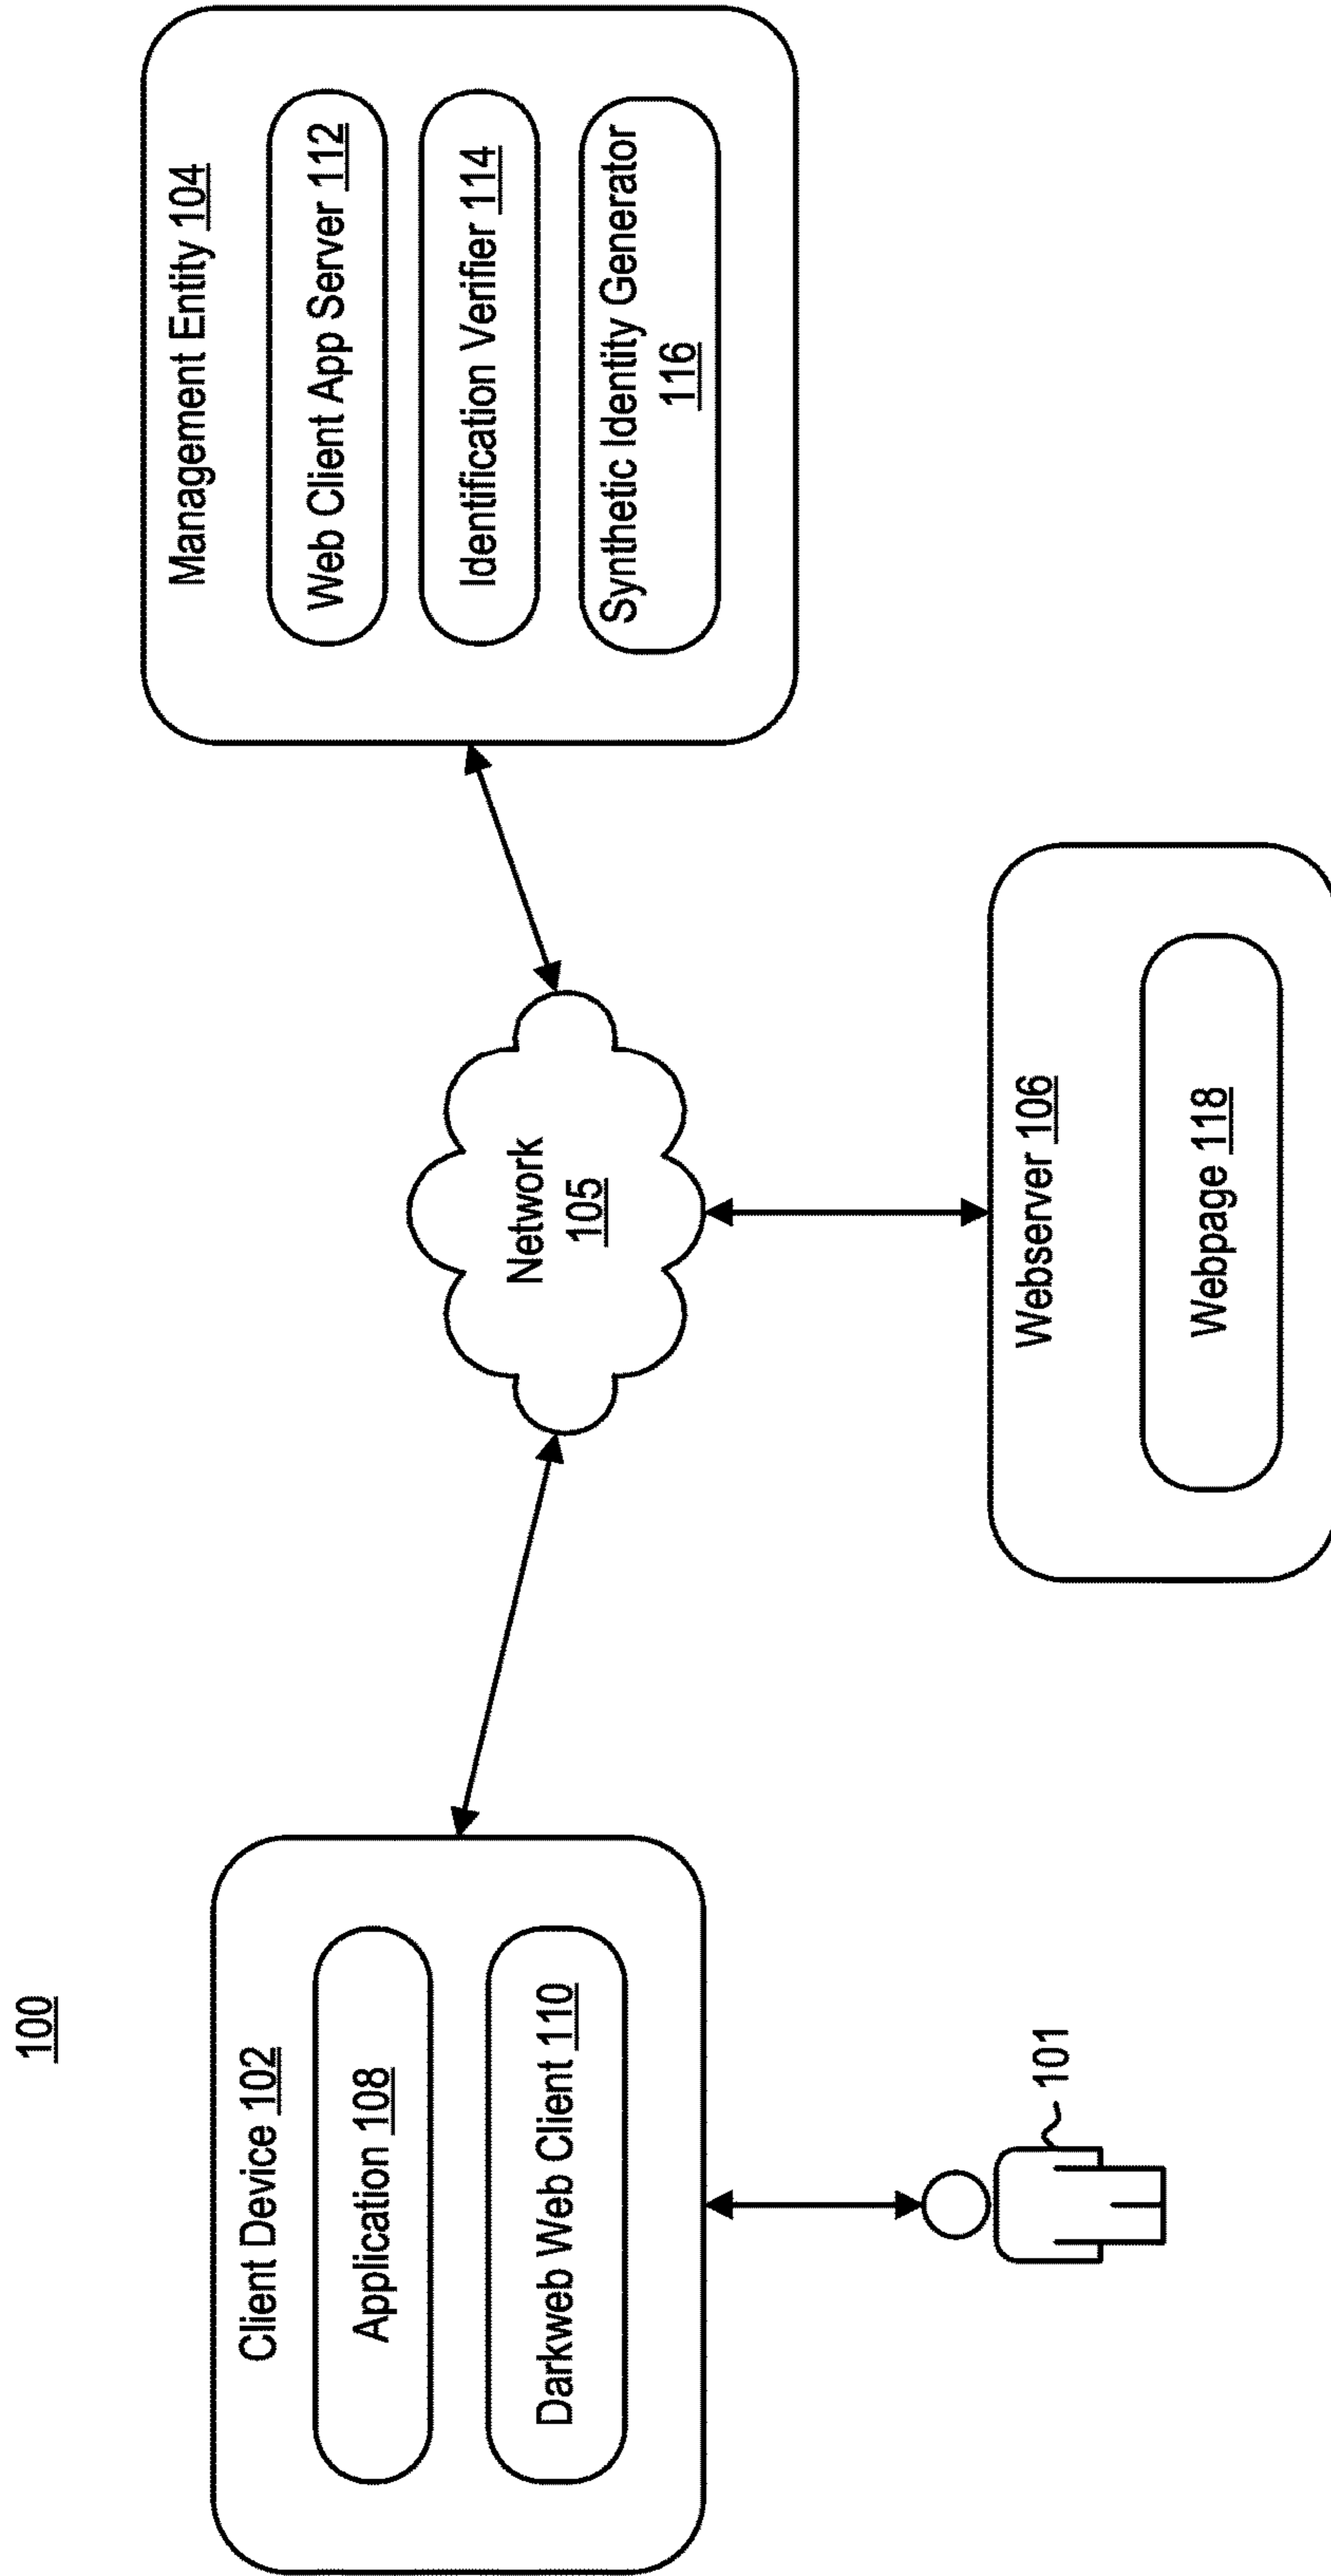 100
Client Device 102
Application 108
Darkweb Web Client 110
101
Network
105
Management Entity 104
Web Client App Server 112
Identification Verifier 114
Synthetic Identity Generator
116
Webserver 106
Webpage 118